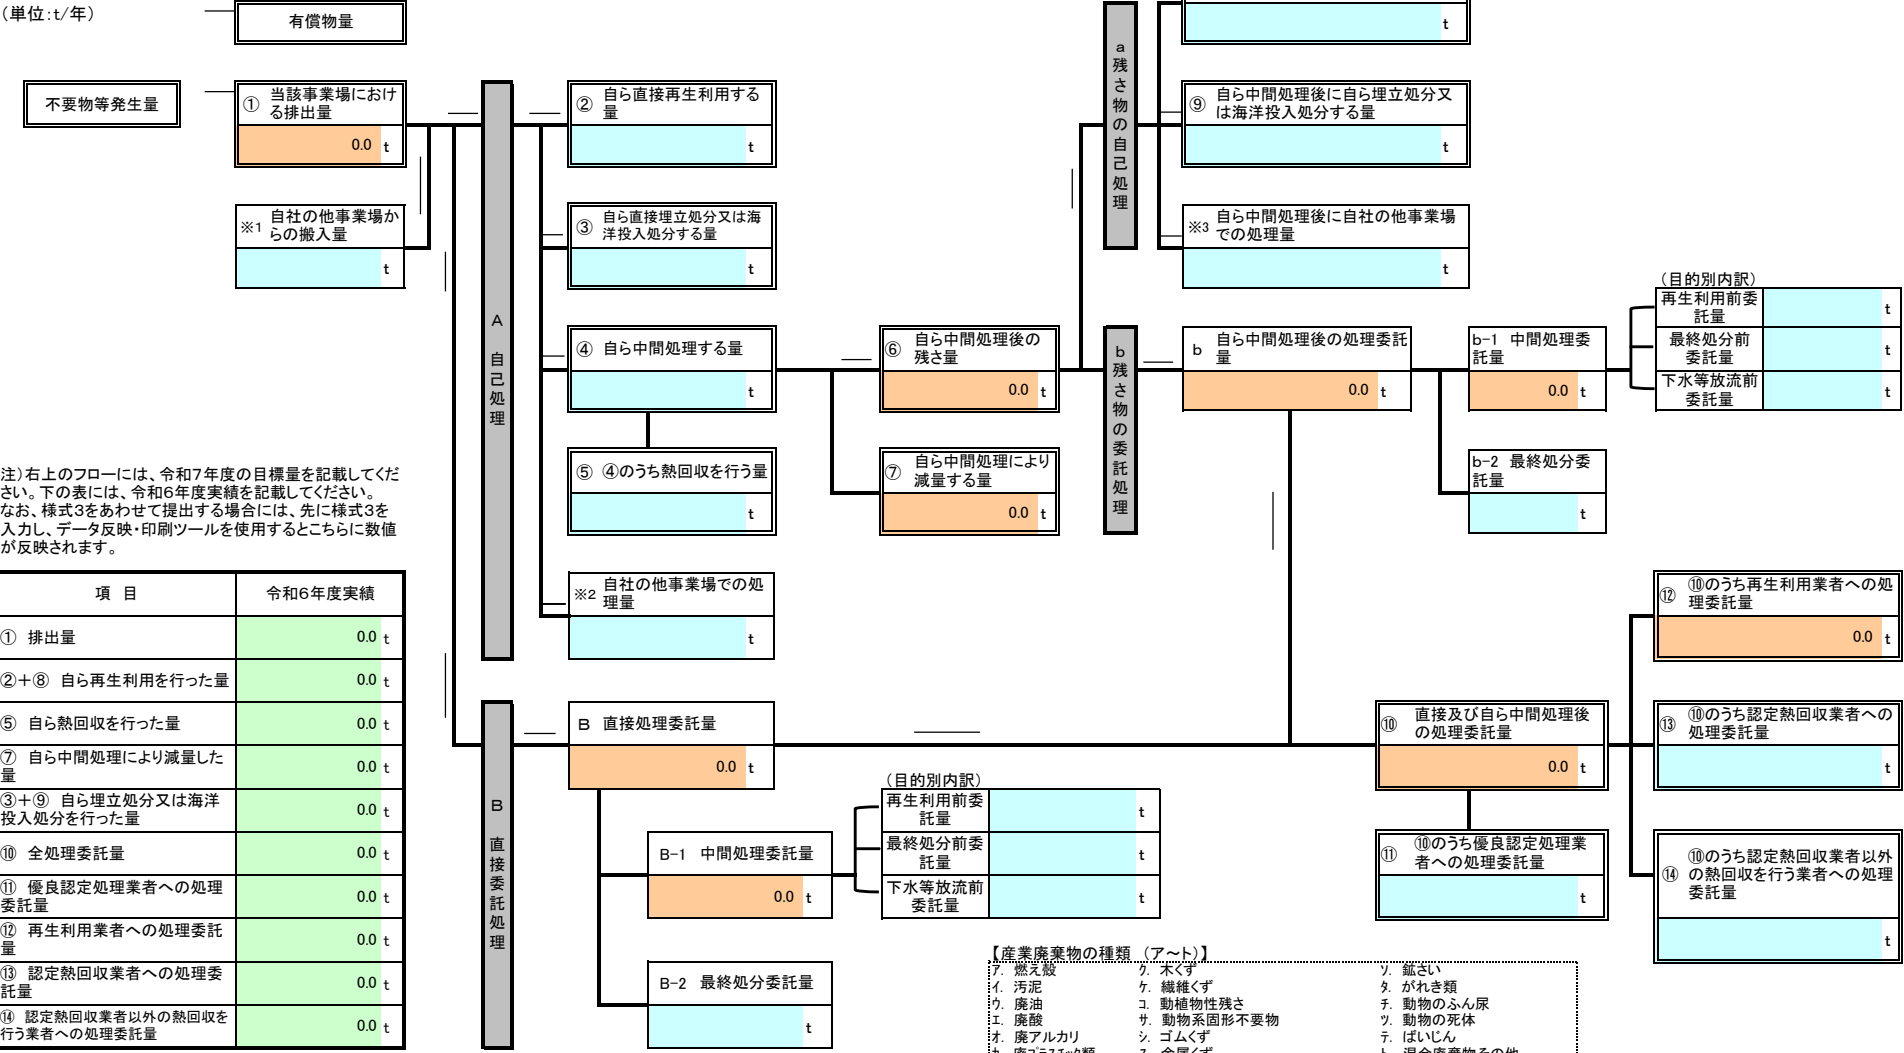 （単位：t/年）
有償物量
t
不要物等発生量
① 当該事業場におけ
る排出量
0.0 t
※1 自社の他事業場か
らの搬入量
t
A 自己処理
② 自ら直接再生利用する
量
t
③ 自ら直接埋立処分又は海
洋投入処分する量
t
④ 自ら中間処理する量
t
⑤ ④のうち熱回収を行う量
t
※2 自社の他事業場での処
理量
t
⑥ 自ら中間処理後の
残さ量
0.0 t
⑦ 自ら中間処理により
減量する量
0.0 t
a 残さ物の自己処理
⑨ 自ら中間処理後に自ら埋立処分又
は海洋投入処分する量
t
※3 自ら中間処理後に自社の他事業場
での処理量
t
b 残さ物の委託処理
b 自ら中間処理後の処理委託
量
0.0 t
b-1 中間処理委
託量
0.0 t
b-2 最終処分委
託量
t
（目的別内訳）
再生利用前委
託量
t
最終処分前
委託量
t
下水等放流前
委託量
t
注）右上のフローには、令和7年度の目標量を記載してくだ
さい。下の表には、令和6年度実績を記載してください。
なお、様式3をあわせて提出する場合には、先に様式3を
入力し、データ反映・印刷ツールを使用するとこちらに数値
が反映されます。
項 目 令和6年度実績
① 排出量 0.0 t
②＋⑧ 自ら再生利用を行った量 0.0 t
⑤ 自ら熱回収を行った量 0.0 t
⑦ 自ら中間処理により減量した
量 0.0 t
③＋⑨ 自ら埋立処分又は海洋
投入処分を行った量 0.0 t
⑩ 全処理委託量 0.0 t
⑪ 優良認定処理業者への処理
委託量 0.0 t
⑫ 再生利用業者への処理委託
量 0.0 t
⑬ 認定熱回収業者への処理委
託量 0.0 t
⑭ 認定熱回収業者以外の熱回収を
行う業者への処理委託量 0.0 t
B 直接委託処理
B 直接処理委託量
0.0 t
B-1 中間処理委託量
0.0 t
B-2 最終処分委託量
t
（目的別内訳）
再生利用前委
託量
t
最終処分前委
託量
t
下水等放流前
委託量
t
⑩ 直接及び自ら中間処理後
の処理委託量
0.0 t
⑪ ⑩のうち優良認定処理業
者への処理委託量
t
⑫ ⑩のうち再生利用業者への処
理委託量
0.0 t
⑬ ⑩のうち認定熱回収業者への
処理委託量
t
⑭ ⑩のうち認定熱回収業者以外
の熱回収を行う業者への処理
委託量
t
【産業廃棄物の種類 （ア～ト）】
ア. 燃え殻 ク. 木くず ソ. 鉱さい
イ. 汚泥 ケ. 繊維くず タ. がれき類
ウ. 廃油 コ. 動植物性残さ チ. 動物のふん尿
エ. 廃酸 サ. 動物系固形不要物 ツ. 動物の死体
オ. 廃アルカリ シ. ゴムくず テ. ばいじん
カ. 廃プラスチック類 ス. 金属くず ト. 混合廃棄物その他